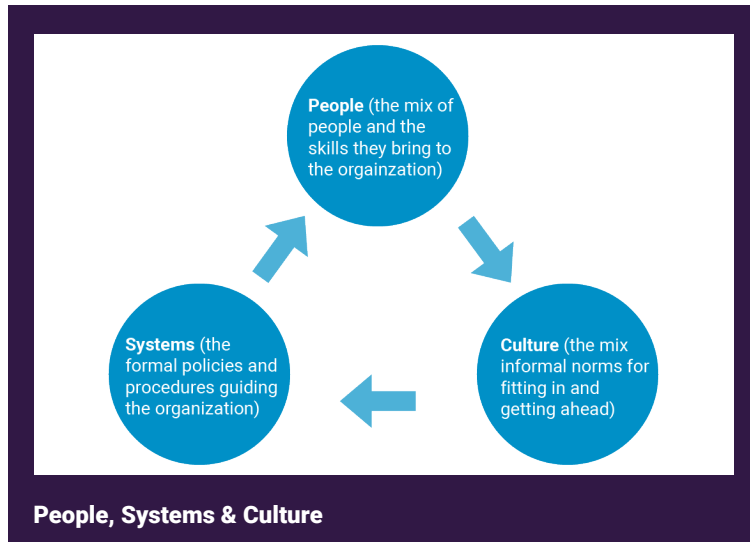 People (the mix of
people and the
skills they bring to
the orgainzation)
Systems (the
formal policies and
procedures guiding
the organization)
Culture (the mix
informal norms for
fitting in and
getting ahead)
People, Systems & Culture